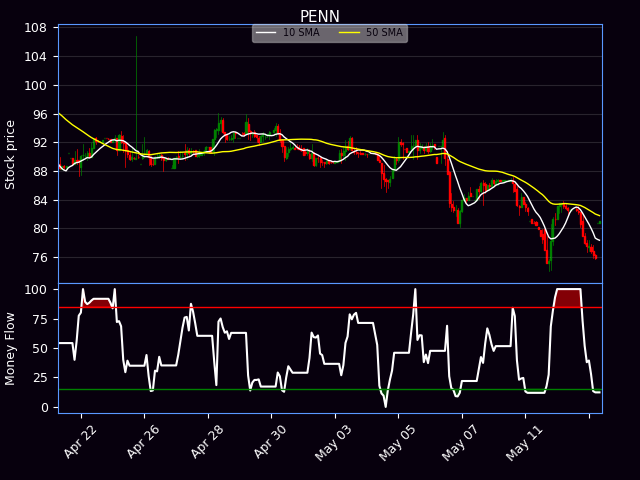 PENN
10 SMA 50 SMA
Stock price
108
104
100
96
92
88
84
80
76
Money Flow
100
75
50
25
0
Apr 22
Apr 26
Apr 28
Apr 30
May 03
May 05
May 07
May 11